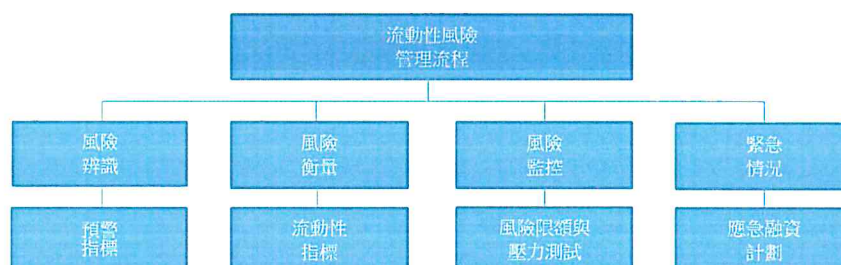 流動性風險
管理流程
風險
辨識
風險
衡量
風險
監控
緊急
情況
預警
指標
流動性
指標
風險限額與
壓力測試
應急融資
計劃